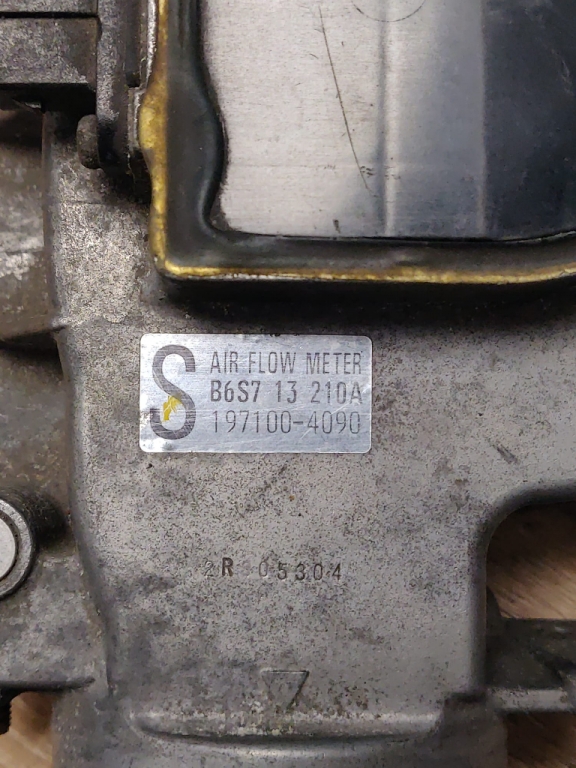 S AIR FLOW METER
B6S7 13 210A
197100-4090
2R 05304